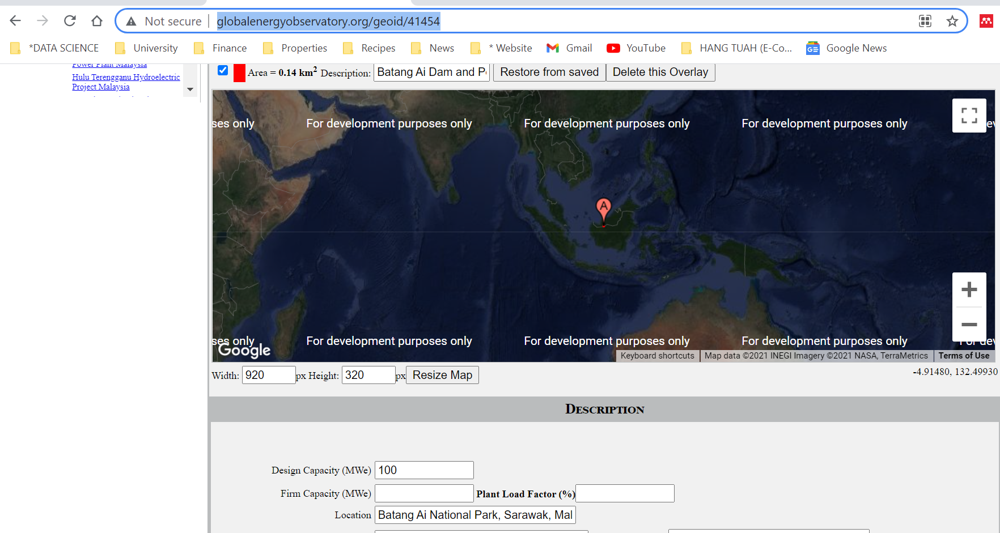 Not secure globalenergyobservatory.org/geoid/41454
*DATA SCIENCE University Finance Properties Recipes News * Website Gmail YouTube HANG TUAH (E-Co... GE Google News
Power Plant Malaysia
Hulu Terengganu Hydroelectric
Project Malaysia
Area = 0.14 km2 Description: Batang Ai Dam and P Restore from saved Delete this Overlay
ses only For development purposes only For development purposes only For development purposes only ev
A
ses only For development purposes only For development purposes only For development purposes only For dev
Google
Keyboard shortcuts Map data ©2021 INEGI Imagery ©2021 NASA, TerraMetrics Terms of Use
Width: 920 px Height: 320 px Resize Map -4.91480, 132.49930
DESCRIPTION
Design Capacity (MWe) 100
Firm Capacity (MWe) Plant Load Factor (%)
Location Batang Ai National Park, Sarawak, Mal